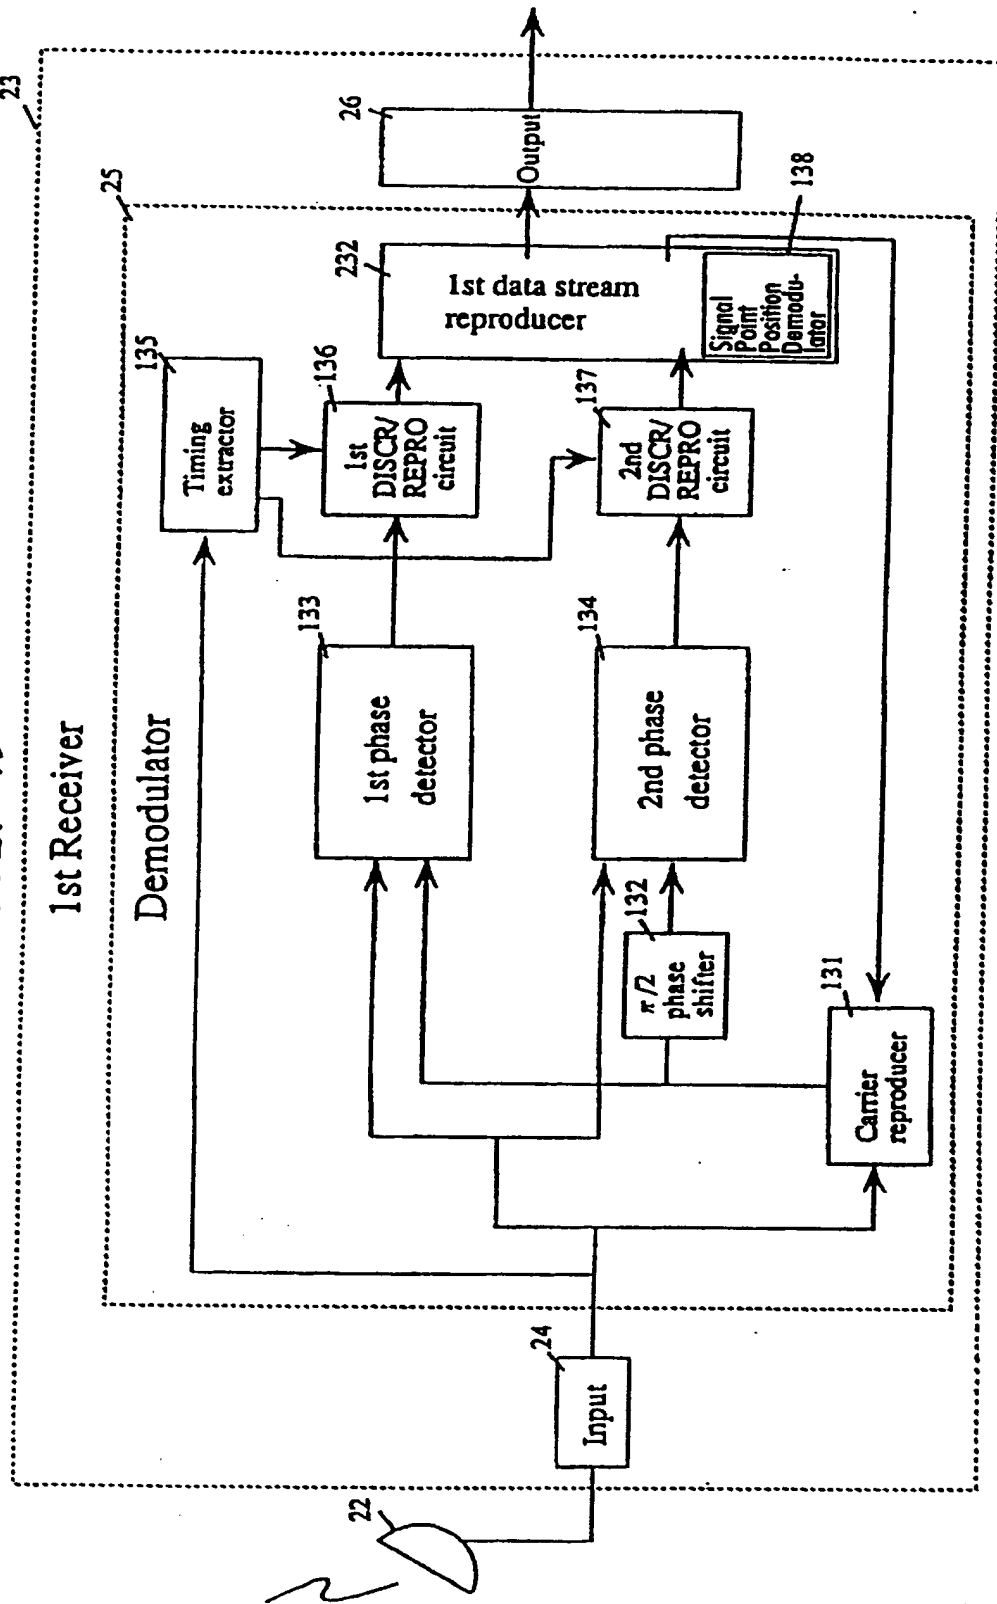 23
1st Receiver
25
Demodulator
135
Timing
extractor
26
Output
232
1st data stream
reproducer
138
Signal
Point
Position
Demodu-
lator
136
1st
DISCR/
REPRO
circuit
137
2nd
DISCR/
REPRO
circuit
133
1st phase
detector
134
2nd phase
detector
132
π/2
phase
shifter
131
Carrier
reproducer
24
Input
22